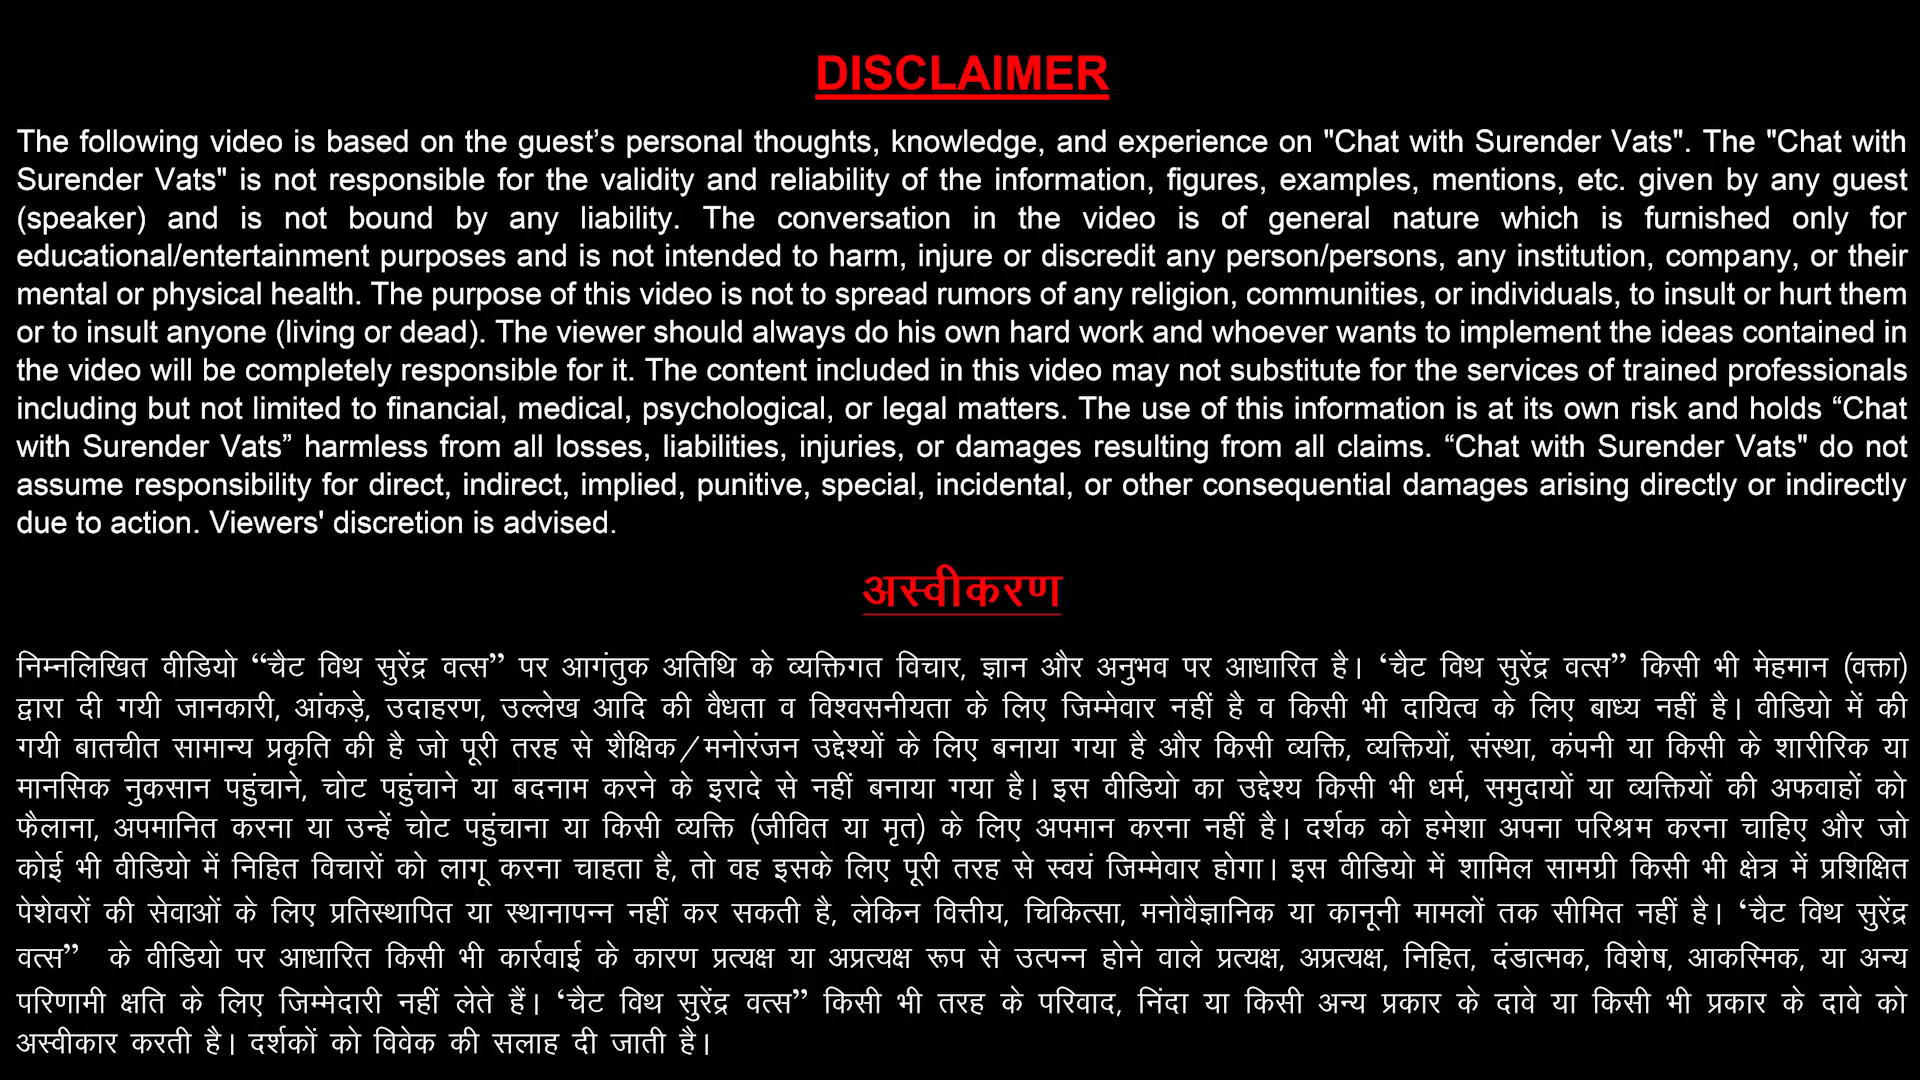 DISCLAIMER
The following video is based on the guest’s personal thoughts, knowledge, and experience on "Chat with Surender Vats". The "Chat with
Surender Vats" is not responsible for the validity and reliability of the information, figures, examples, mentions, etc. given by any guest
(speaker) and is not bound by any liability. The conversation in the video is of general nature which is furnished only for
educational/entertainment purposes and is not intended to harm, injure or discredit any person/persons, any institution, company, or their
mental or physical health. The purpose of this video is not to spread rumors of any religion, communities, or individuals, to insult or hurt them
or to insult anyone (living or dead). The viewer should always do his own hard work and whoever wants to implement the ideas contained in
the video will be completely responsible for it. The content included in this video may not substitute for the services of trained professionals
including but not limited to financial, medical, psychological, or legal matters. The use of this information is at its own risk and holds “Chat
with Surender Vats” harmless from all losses, liabilities, injuries, or damages resulting from all claims. “Chat with Surender Vats" do not
assume responsibility for direct, indirect, implied, punitive, special, incidental, or other consequential damages arising directly or indirectly
due to action. Viewers' discretion is advised.
अस्वीकरण
निम्नलिखित वीडियो “चैट विथ सुरेंद्र वत्स” पर आगंतुक अतिथि के व्यक्तिगत विचार, ज्ञान और अनुभव पर आधारित है। ‘चैट विथ सुरेंद्र वत्स” किसी भी मेहमान (वक्ता)
द्वारा दी गयी जानकारी, आंकड़े, उदाहरण, उल्लेख आदि की वैधता व विश्वसनीयता के लिए जिम्मेवार नहीं है व किसी भी दायित्व के लिए बाध्य नहीं है। वीडियो में की
गयी बातचीत सामान्य प्रकृति की है जो पूरी तरह से शैक्षिक/मनोरंजन उद्देश्यों के लिए बनाया गया है और किसी व्यक्ति, व्यक्तियों, संस्था, कंपनी या किसी के शारीरिक या
मानसिक नुकसान पहुंचाने, चोट पहुंचाने या बदनाम करने के इरादे से नहीं बनाया गया है। इस वीडियो का उद्देश्य किसी भी धर्म, समुदायों या व्यक्तियों की अफवाहों को
फैलाना, अपमानित करना या उन्हें चोट पहुंचाना या किसी व्यक्ति (जीवित या मृत) के लिए अपमान करना नहीं है। दर्शक को हमेशा अपना परिश्रम करना चाहिए और जो
कोई भी वीडियो में निहित विचारों को लागू करना चाहता है, तो वह इसके लिए पूरी तरह से स्वयं जिम्मेवार होगा। इस वीडियो में शामिल सामग्री किसी भी क्षेत्र में प्रशिक्षित
पेशेवरों की सेवाओं के लिए प्रतिस्थापित या स्थानापन्न नहीं कर सकती है, लेकिन वित्तीय, चिकित्सा, मनोवैज्ञानिक या कानूनी मामलों तक सीमित नहीं है। ‘चैट विथ सुरेंद्र
वत्स” के वीडियो पर आधारित किसी भी कार्रवाई के कारण प्रत्यक्ष या अप्रत्यक्ष रूप से उत्पन्न होने वाले प्रत्यक्ष, अप्रत्यक्ष, निहित, दंडात्मक, विशेष, आकस्मिक, या अन्य
परिणामी क्षति के लिए जिम्मेदारी नहीं लेते हैं। ‘चैट विथ सुरेंद्र वत्स” किसी भी तरह के परिवाद, निंदा या किसी अन्य प्रकार के दावे या किसी भी प्रकार के दावे को
अस्वीकार करती है। दर्शकों को विवेक की सलाह दी जाती है।